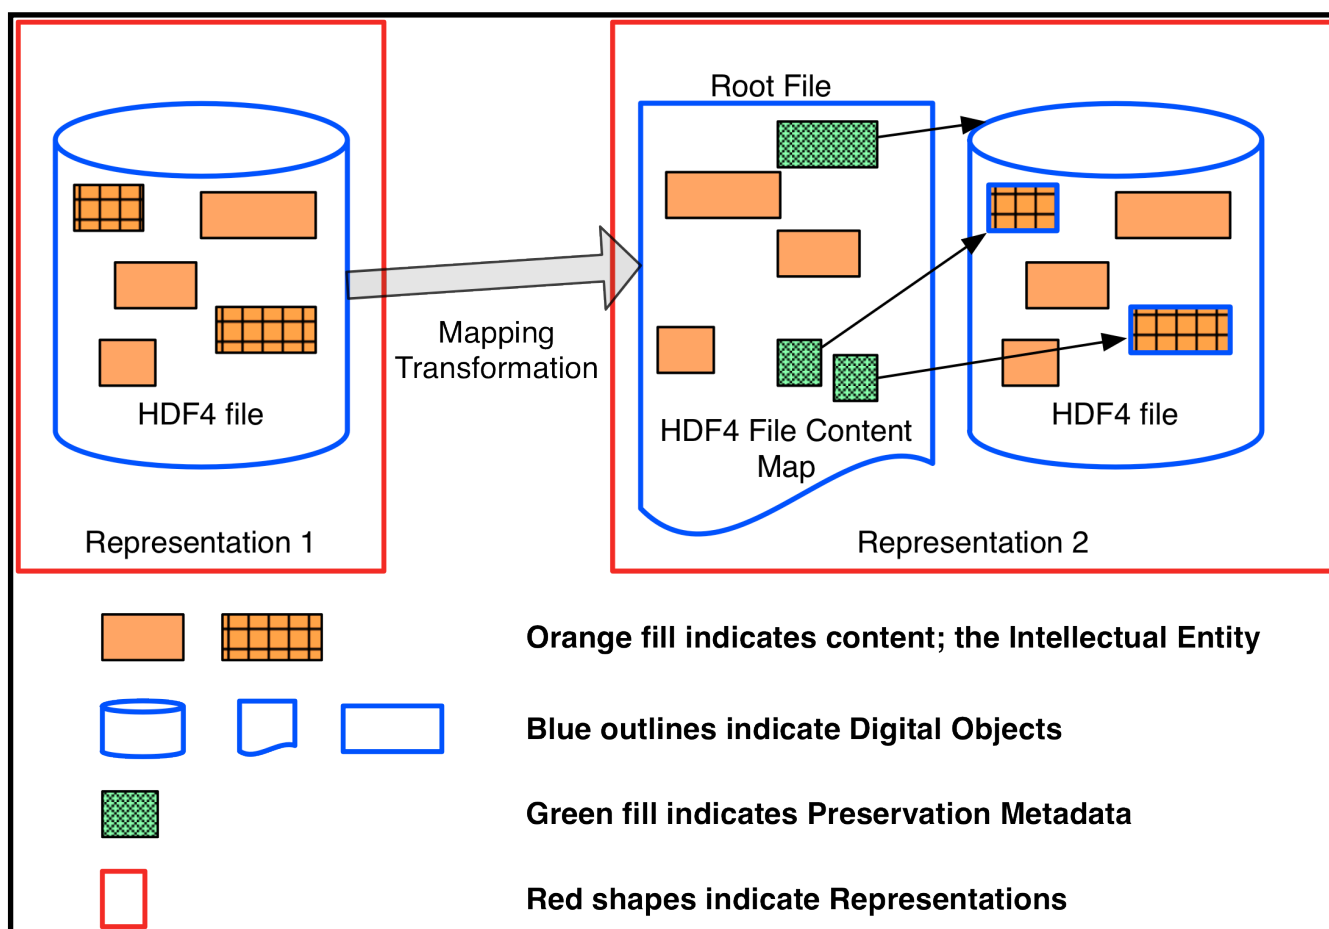 Root File
Mapping
Transformation
HDF4 file
HDF4 File Content
Map
HDF4 file
Representation 1
Representation 2
Orange fill indicates content; the Intellectual Entity
Blue outlines indicate Digital Objects
Green fill indicates Preservation Metadata
Red shapes indicate Representations